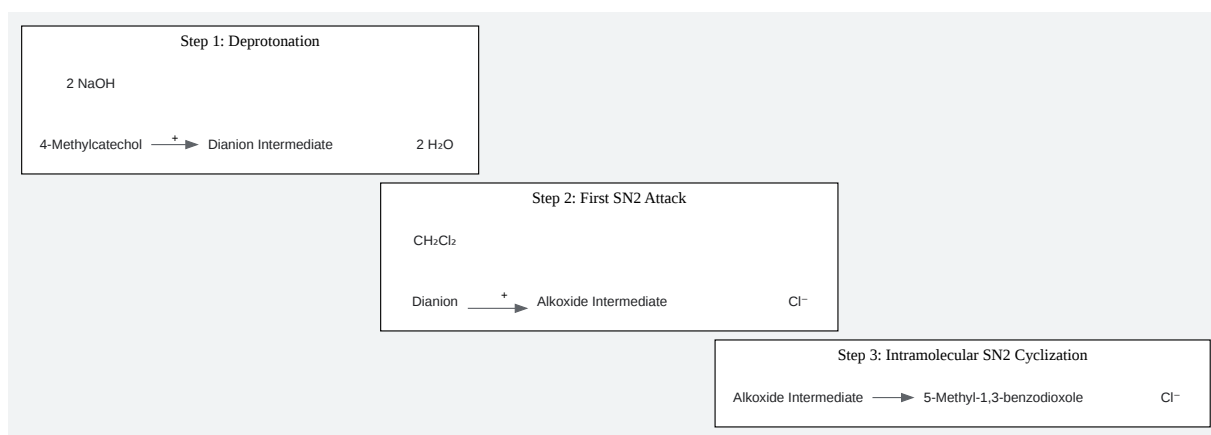 Step 1: Deprotonation
2 NaOH
4-Methylcatechol + Dianion Intermediate 2 H₂O
Step 2: First SN2 Attack
CH₂Cl₂
Dianion + Alkoxide Intermediate Cl⁻
Step 3: Intramolecular SN2 Cyclization
Alkoxide Intermediate 5-Methyl-1,3-benzodioxole Cl⁻